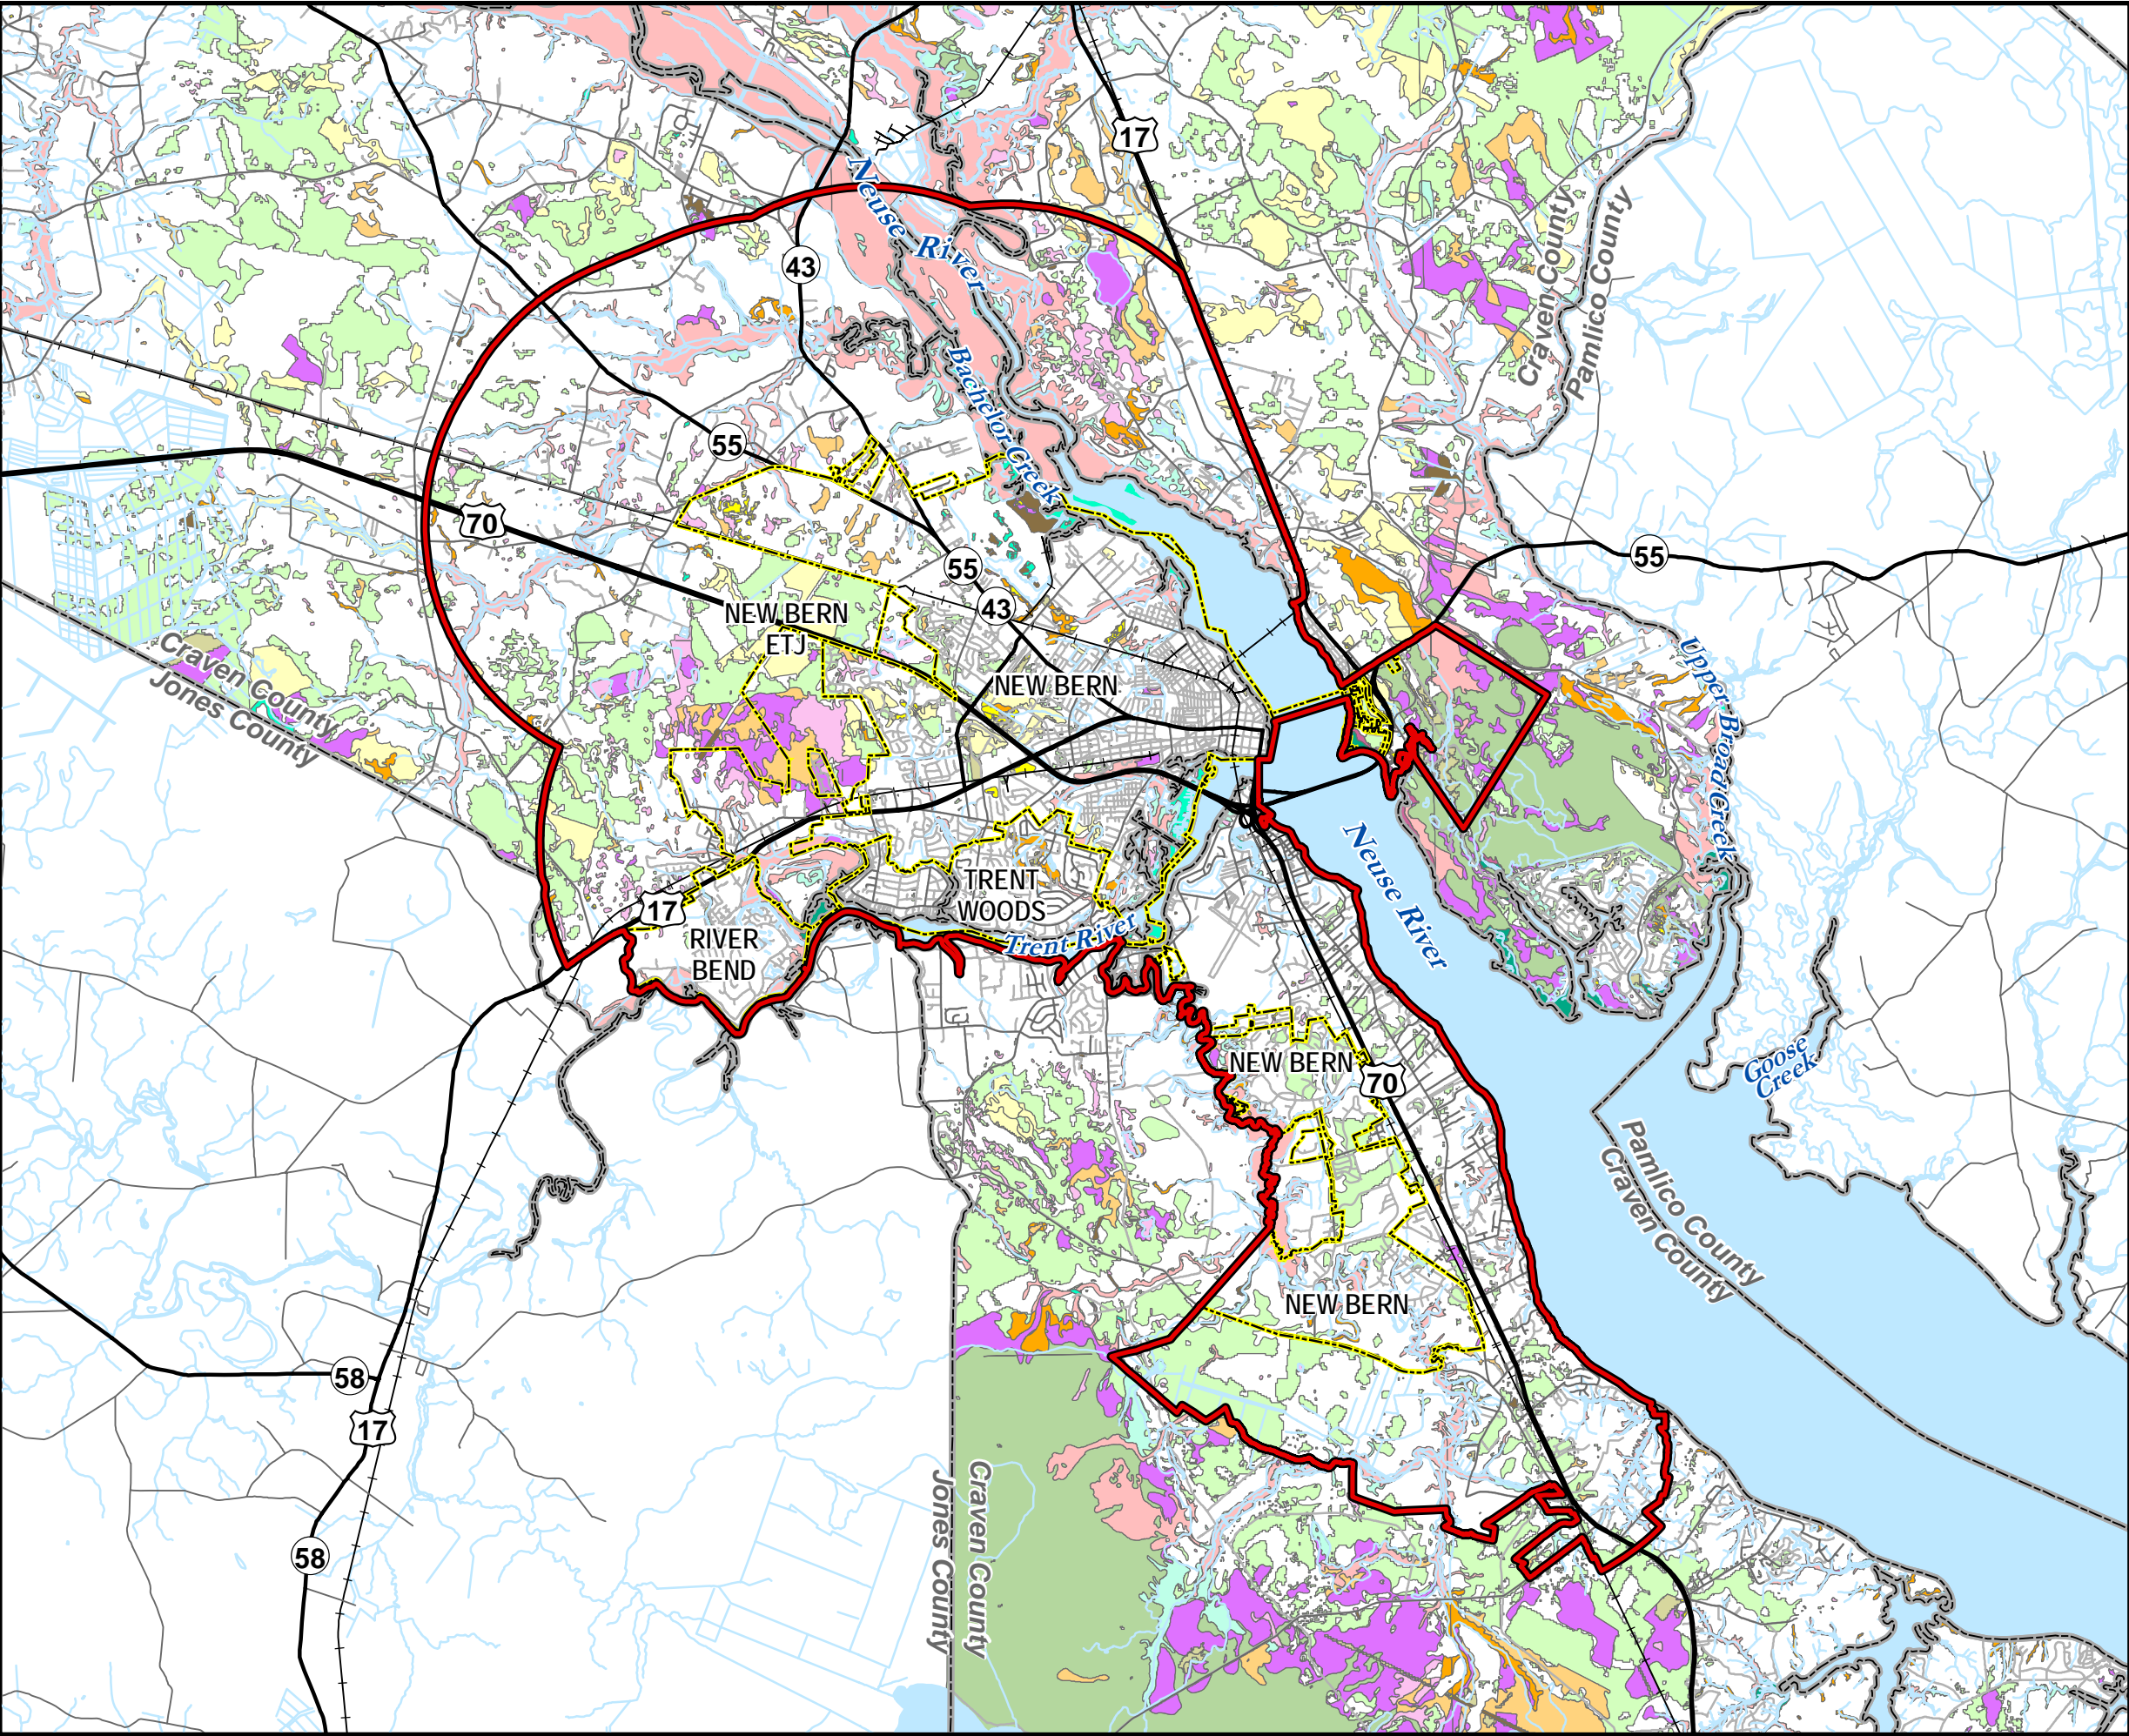 17
Neuse River
43
Craven County
Pamlico County
Bachelor Creek
55
70
55
55
43
NEW BERN
ETJ
NEW BERN
Craven County
Jones County
Upper Broad Creek
Neuse River
TRENT
WOODS
17
RIVER
BEND
Trent River
NEW BERN
70
Goose
Creek
Pamlico County
Craven County
NEW BERN
58
17
Craven County
Jones County
58